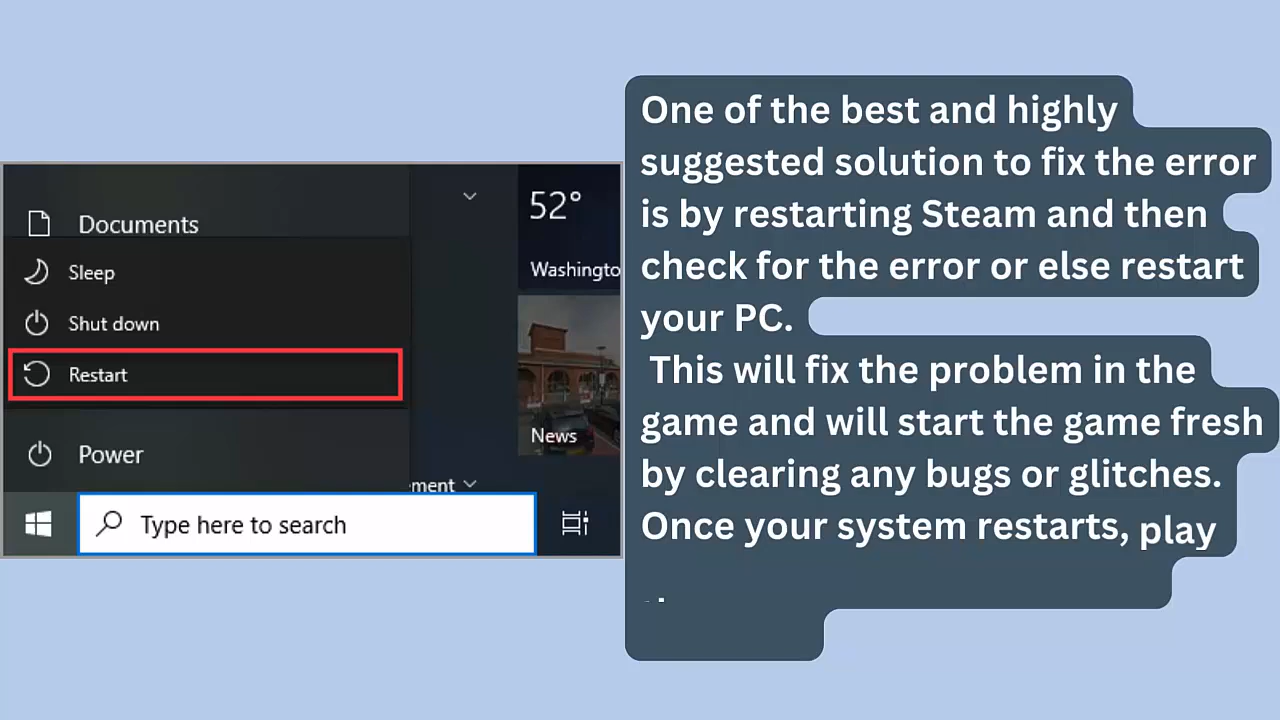 Documents
Sleep
Shut down
Restart
Power
Type here to search
52°
Washingto
News
ment
One of the best and highly
suggested solution to fix the error
is by restarting Steam and then
check for the error or else restart
your PC.
This will fix the problem in the
game and will start the game fresh
by clearing any bugs or glitches.
Once your system restarts, play